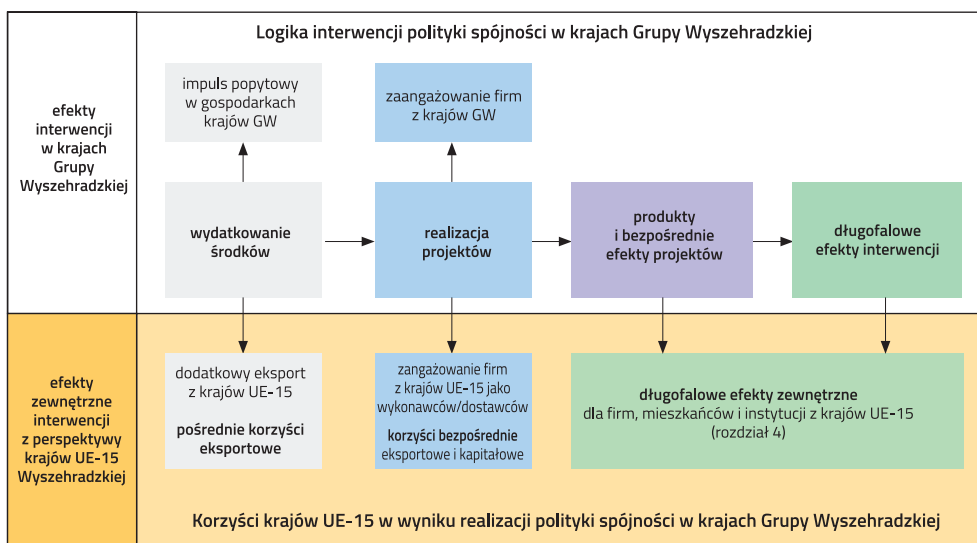 Logika interwencji polityki spójności w krajach Grupy Wyszehradzkiej
efekty
interwencji
w krajach
Grupy
Wyszehradzkiej
impuls popytowy
w gospodarkach
krajów GW
zaangażowanie firm
z krajów GW
wydatkowanie
środków
realizacja
projektów
produkty
i bezpośrednie
efekty projektów
długofalowe
efekty interwencji
efekty
zewnętrzne
interwencji
z perspektywy
krajów UE-15
Wyszehradzkiej
dodatkowy eksport
z krajów UE-15
pośrednie korzyści
eksportowe
zangażowanie firm
z krajów UE-15 jako
wykonawców/dostawców
korzyści bezpośrednie
eksportowe i kapitałowe
długofalowe efekty zewnętrzne
dla firm, mieszkańców i instytucji z krajów UE-15
(rozdział 4)
Korzyści krajów UE-15 w wyniku realizacji polityki spójności w krajach Grupy Wyszehradzkiej